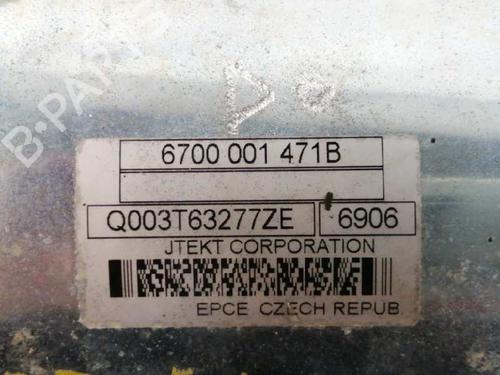 B-PARTS
6700 001 471B
Q003T63277ZE 6906
JTEKT CORPORATION
EPCE CZECH REPUB.